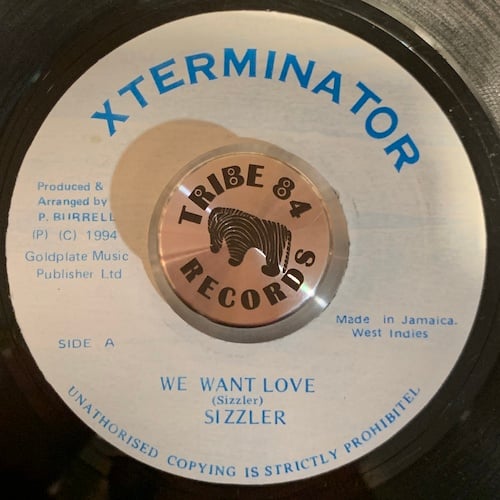 XTERMINATOR
Produced &
Arranged by
P. BURRELL
(P) (C) 1994
Goldplate Music
Publisher Ltd
TRIBE 84
RECORDS
Made in Jamaica.
West Indies
SIDE A
WE WANT LOVE
(Sizzler)
SIZZLER
UNAUTHORISED COPYING IS STRICTLY PROHIBITEL